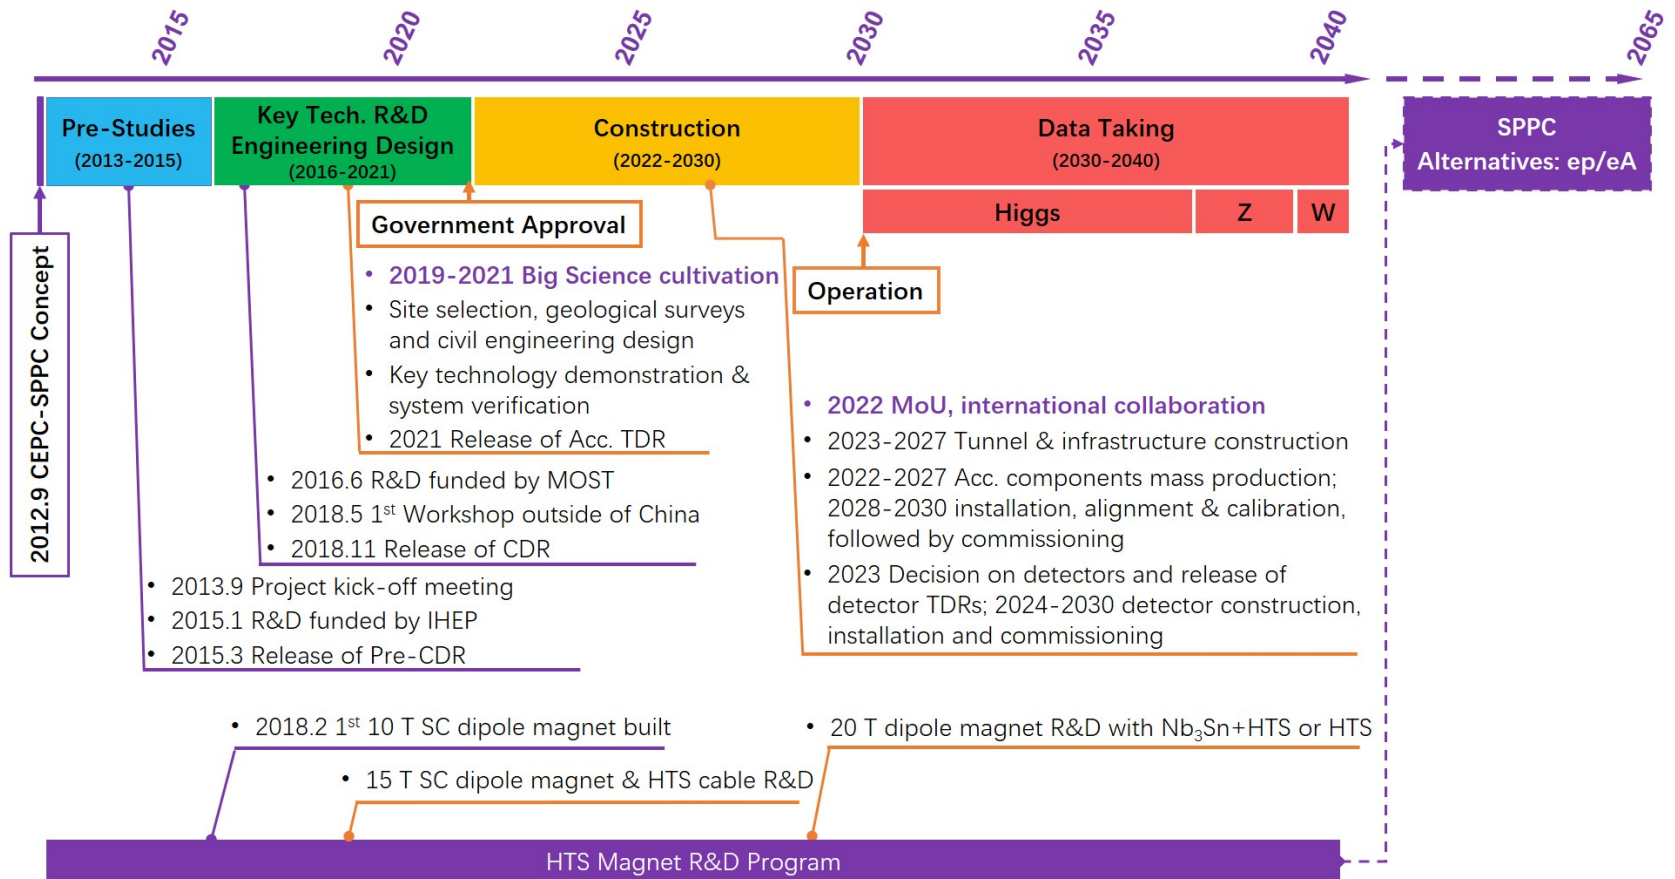 2015
2020
2025
2030
2035
2040
2065
Pre-Studies
(2013-2015)
Key Tech. R&D
Engineering Design
(2016-2021)
Construction
(2022-2030)
Data Taking
(2030-2040)
SPPC
Alternatives: ep/eA
Higgs
Z
W
2012.9 CEPC-SPPC Concept
Government Approval
Operation
• 2019-2021 Big Science cultivation
• Site selection, geological surveys
and civil engineering design
• Key technology demonstration &
system verification
• 2021 Release of Acc. TDR
• 2016.6 R&D funded by MOST
• 2018.5 1st Workshop outside of China
• 2018.11 Release of CDR
• 2013.9 Project kick-off meeting
• 2015.1 R&D funded by IHEP
• 2015.3 Release of Pre-CDR
• 2022 MoU, international collaboration
• 2023-2027 Tunnel & infrastructure construction
• 2022-2027 Acc. components mass production;
2028-2030 installation, alignment & calibration,
followed by commissioning
• 2023 Decision on detectors and release of
detector TDRs; 2024-2030 detector construction,
installation and commissioning
• 2018.2 1st 10 T SC dipole magnet built
• 15 T SC dipole magnet & HTS cable R&D
• 20 T dipole magnet R&D with Nb₃Sn+HTS or HTS
HTS Magnet R&D Program